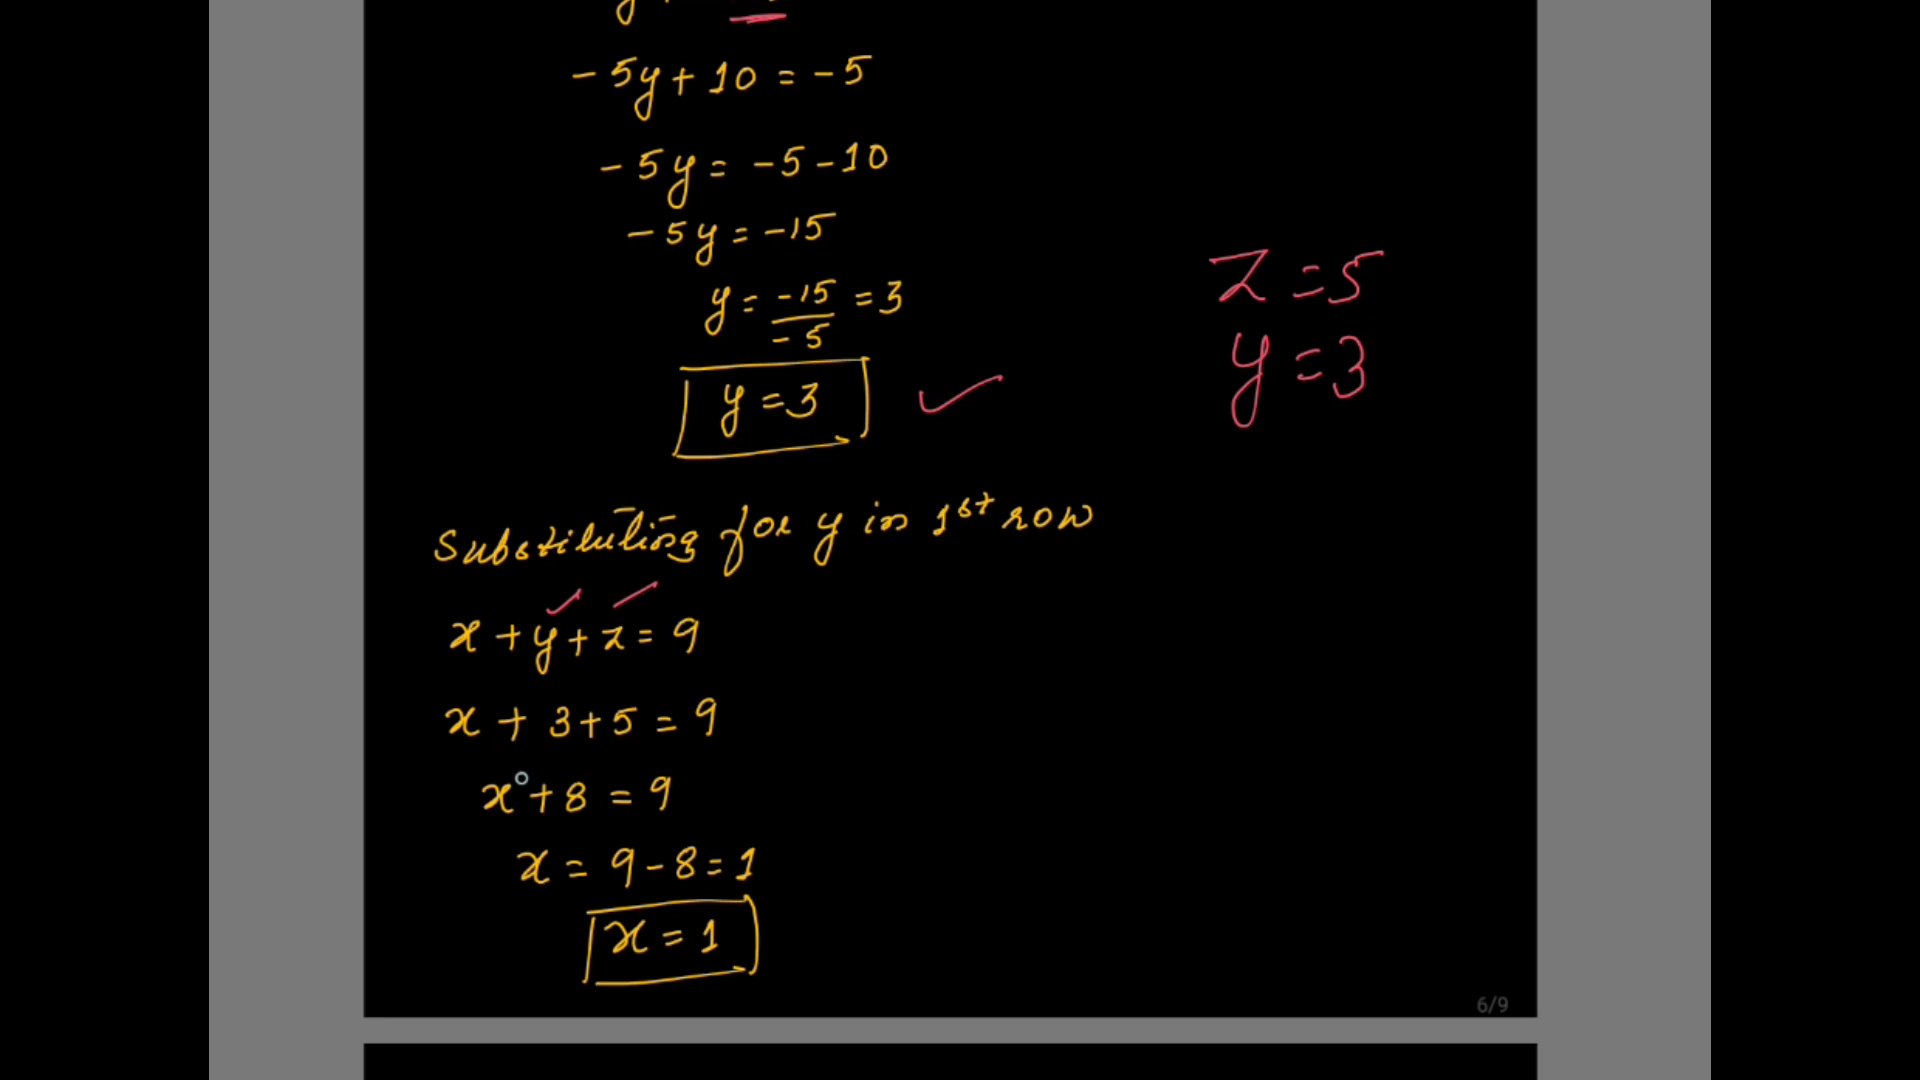 -5y + 10 = -5
-5y = -5 - 10
-5y = -15
y = -15/-5 = 3
y = 3 ✓
z = 5
y = 3
Substituting for y in 1st row
x + y + z = 9
x + 3 + 5 = 9
x + 8 = 9
x = 9 - 8 = 1
x = 1
6/9